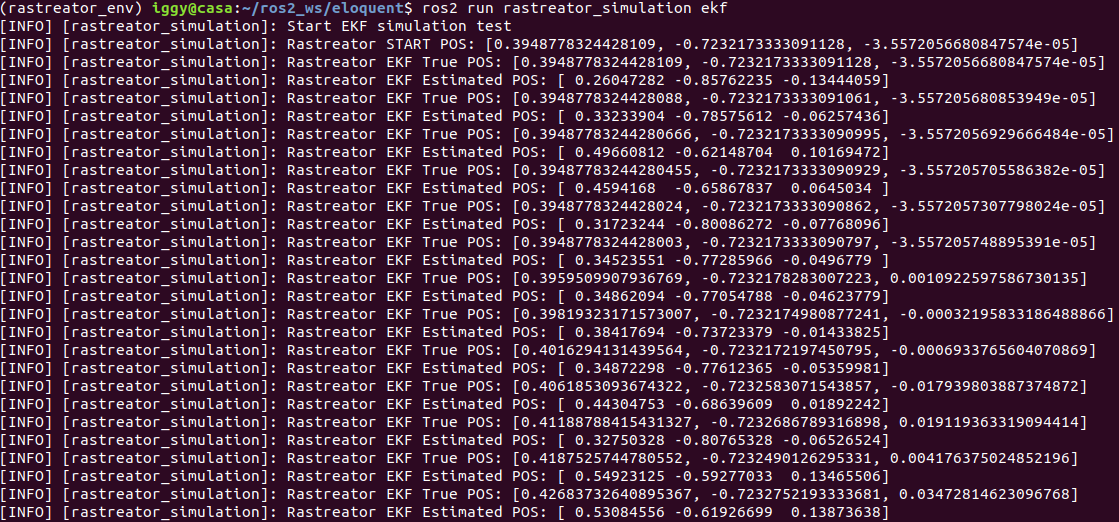 (rastreator_env) iggy@casa:~/ros2_ws/eloquent$ ros2 run rastreator_simulation ekf
[INFO] [rastreator_simulation]: Start EKF simulation test
[INFO] [rastreator_simulation]: Rastreator START POS: [0.3948778324428109, -0.7232173333091128, -3.5572056680847574e-05]
[INFO] [rastreator_simulation]: Rastreator EKF True POS: [0.3948778324428109, -0.7232173333091128, -3.5572056680847574e-05]
[INFO] [rastreator_simulation]: Rastreator EKF Estimated POS: [ 0.26047282 -0.85762235 -0.13444059]
[INFO] [rastreator_simulation]: Rastreator EKF True POS: [0.3948778324428088, -0.7232173333091061, -3.557205680853949e-05]
[INFO] [rastreator_simulation]: Rastreator EKF Estimated POS: [ 0.33233904 -0.78575612 -0.06257436]
[INFO] [rastreator_simulation]: Rastreator EKF True POS: [0.39487783244280666, -0.7232173333090995, -3.5572056929666484e-05]
[INFO] [rastreator_simulation]: Rastreator EKF Estimated POS: [ 0.49660812 -0.62148704  0.10169472]
[INFO] [rastreator_simulation]: Rastreator EKF True POS: [0.39487783244280455, -0.7232173333090929, -3.557205705586382e-05]
[INFO] [rastreator_simulation]: Rastreator EKF Estimated POS: [ 0.4594168  -0.65867837  0.0645034 ]
[INFO] [rastreator_simulation]: Rastreator EKF True POS: [0.3948778324428024, -0.7232173333090862, -3.5572057307798024e-05]
[INFO] [rastreator_simulation]: Rastreator EKF Estimated POS: [ 0.31723244 -0.80086272 -0.07768096]
[INFO] [rastreator_simulation]: Rastreator EKF True POS: [0.3948778324428003, -0.7232173333090797, -3.557205748895391e-05]
[INFO] [rastreator_simulation]: Rastreator EKF Estimated POS: [ 0.34523551 -0.77285966 -0.0496779 ]
[INFO] [rastreator_simulation]: Rastreator EKF True POS: [0.3959509907936769, -0.7232178283007223, 0.0010922597586730135]
[INFO] [rastreator_simulation]: Rastreator EKF Estimated POS: [ 0.34862094 -0.77054788 -0.04623779]
[INFO] [rastreator_simulation]: Rastreator EKF True POS: [0.39819323171573007, -0.7232174980877241, -0.00032195833186488866]
[INFO] [rastreator_simulation]: Rastreator EKF Estimated POS: [ 0.38417694 -0.73723379 -0.01433825]
[INFO] [rastreator_simulation]: Rastreator EKF True POS: [0.4016294131439564, -0.7232172197450795, -0.0006933765604070869]
[INFO] [rastreator_simulation]: Rastreator EKF Estimated POS: [ 0.34872298 -0.77612365 -0.05359981]
[INFO] [rastreator_simulation]: Rastreator EKF True POS: [0.4061853093674322, -0.7232583071543857, -0.017939803887374872]
[INFO] [rastreator_simulation]: Rastreator EKF Estimated POS: [ 0.44304753 -0.68639609  0.01892242]
[INFO] [rastreator_simulation]: Rastreator EKF True POS: [0.41188788415431327, -0.7232686789316898, 0.019119363319094414]
[INFO] [rastreator_simulation]: Rastreator EKF Estimated POS: [ 0.32750328 -0.80765328 -0.06526524]
[INFO] [rastreator_simulation]: Rastreator EKF True POS: [0.4187525744780552, -0.7232490126295331, 0.004176375024852196]
[INFO] [rastreator_simulation]: Rastreator EKF Estimated POS: [ 0.54923125 -0.59277033  0.13465506]
[INFO] [rastreator_simulation]: Rastreator EKF True POS: [0.42683732640895367, -0.7232752193333681, 0.03472814623096768]
[INFO] [rastreator_simulation]: Rastreator EKF Estimated POS: [ 0.53084556 -0.61926699  0.13873638]